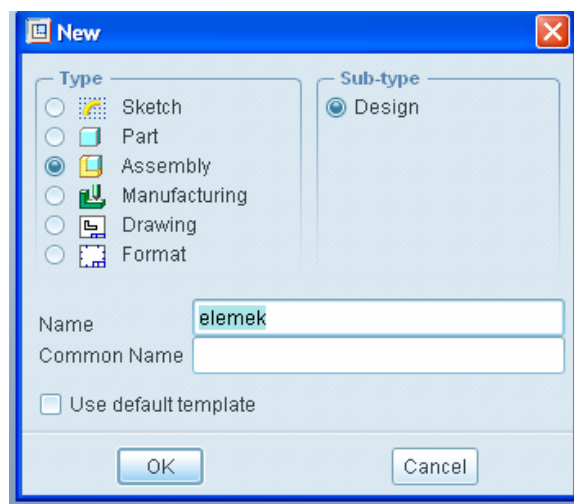 New
Type
Sketch
Part
Assembly
Manufacturing
Drawing
Format
Sub-type
Design
Name elemek
Common Name
Use default template
OK Cancel